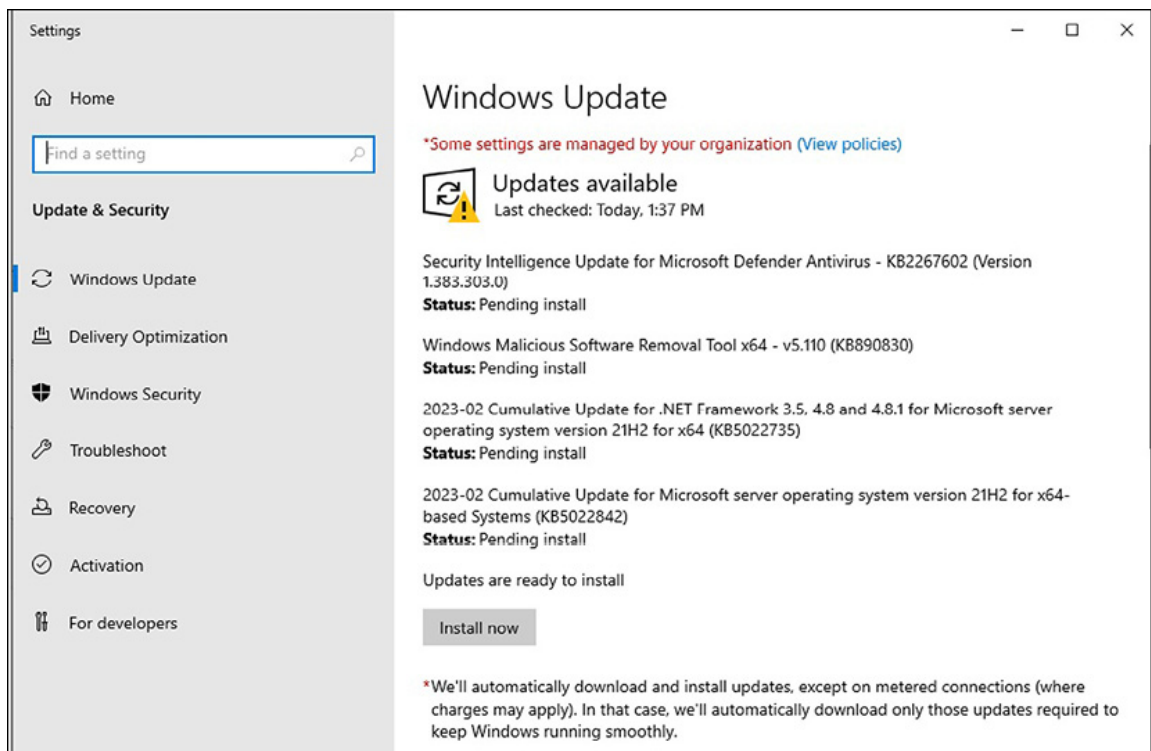 Settings
Home
Find a setting
Update & Security
Windows Update
Delivery Optimization
Windows Security
Troubleshoot
Recovery
Activation
For developers
Windows Update
*Some settings are managed by your organization (View policies)
Updates available
Last checked: Today, 1:37 PM
Security Intelligence Update for Microsoft Defender Antivirus - KB2267602 (Version
1.383.303.0)
Status: Pending install
Windows Malicious Software Removal Tool x64 - v5.110 (KB890830)
Status: Pending install
2023-02 Cumulative Update for .NET Framework 3.5, 4.8 and 4.8.1 for Microsoft server
operating system version 21H2 for x64 (KB5022735)
Status: Pending install
2023-02 Cumulative Update for Microsoft server operating system version 21H2 for x64-
based Systems (KB5022842)
Status: Pending install
Updates are ready to install
Install now
*We'll automatically download and install updates, except on metered connections (where
charges may apply). In that case, we'll automatically download only those updates required to
keep Windows running smoothly.